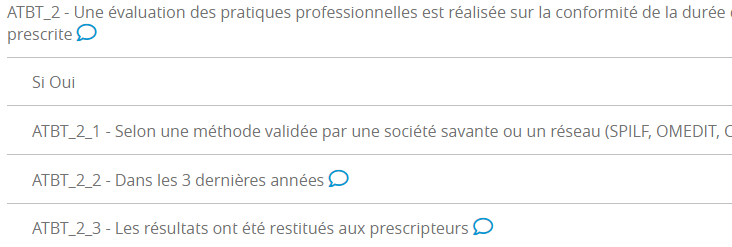 ATBT_2 - Une évaluation des pratiques professionnelles est réalisée sur la conformité de la durée
prescrite
Si Oui
ATBT_2_1 - Selon une méthode validée par une société savante ou un réseau (SPILF, OMEDIT,
ATBT_2_2 - Dans les 3 dernières années
ATBT_2_3 - Les résultats ont été restitués aux prescripteurs